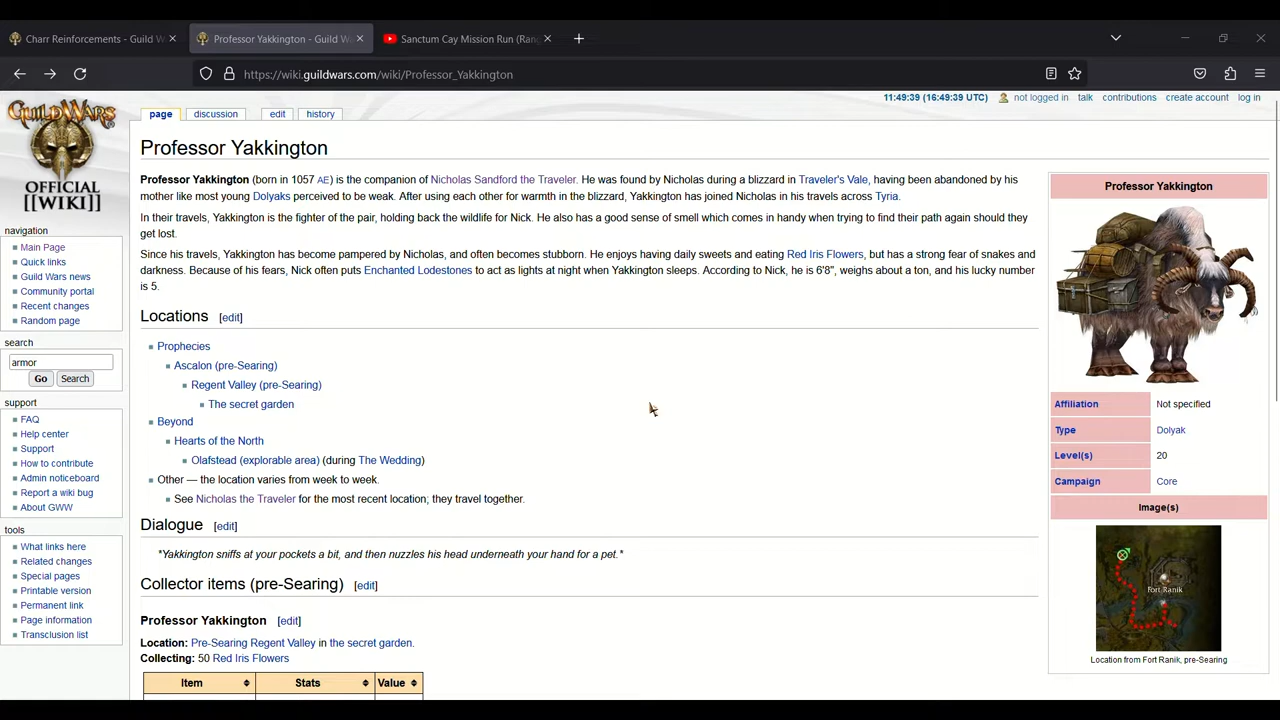 Charr Reinforcements - Guild W
Professor Yakkington - Guild W
Sanctum Cay Mission Run (Ran
https://wiki.guildwars.com/wiki/Professor_Yakkington
11:49:39 (16:49:39 UTC) not logged in talk contributions create account log in
GUILD WARS
OFFICIAL
[[WIKI]]
page discussion edit history
Professor Yakkington
Professor Yakkington (born in 1057 AE) is the companion of Nicholas Sandford the Traveler. He was found by Nicholas during a blizzard in Traveler's Vale, having been abandoned by his
mother like most young Dolyaks perceived to be weak. After using each other for warmth in the blizzard, Yakkington has joined Nicholas in his travels across Tyria.
In their travels, Yakkington is the fighter of the pair, holding back the wildlife for Nick. He also has a good sense of smell which comes in handy when trying to find their path again should they
get lost.
Since his travels, Yakkington has become pampered by Nicholas, and often becomes stubborn. He enjoys having daily sweets and eating Red Iris Flowers, but has a strong fear of snakes and
darkness. Because of his fears, Nick often puts Enchanted Lodestones to act as lights at night when Yakkington sleeps. According to Nick, he is 6'8", weighs about a ton, and his lucky number
is 5.
Locations [edit]
Prophecies
Ascalon (pre-Searing)
Regent Valley (pre-Searing)
The secret garden
Beyond
Hearts of the North
Olafstead (explorable area) (during The Wedding)
Other — the location varies from week to week.
See Nicholas the Traveler for the most recent location; they travel together.
Dialogue [edit]
"Yakkington sniffs at your pockets a bit, and then nuzzles his head underneath your hand for a pet."
Collector items (pre-Searing) [edit]
Professor Yakkington [edit]
Location: Pre-Searing Regent Valley in the secret garden.
Collecting: 50 Red Iris Flowers
Item Stats Value
navigation
Main Page
Quick links
Guild Wars news
Community portal
Recent changes
Random page
search
armor
Go Search
support
FAQ
Help center
Support
How to contribute
Admin noticeboard
Report a wiki bug
About GWW
tools
What links here
Related changes
Special pages
Printable version
Permanent link
Page information
Transclusion list
Professor Yakkington
Affiliation Not specified
Type Dolyak
Level(s) 20
Campaign Core
Image(s)
Fort Ranik
Location from Fort Ranik, pre-Searing